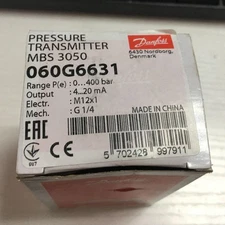 PRESSURE
TRANSMITTER
MBS 3050
060G6631
Danfoss
6430 Nordborg,
Denmark
Range P(e) : 0...400 bar
Output : 4...20 mA
Electr. : M12x1
Mech. : G 1/4
MADE IN CHINA
EAC
5 702428 997911